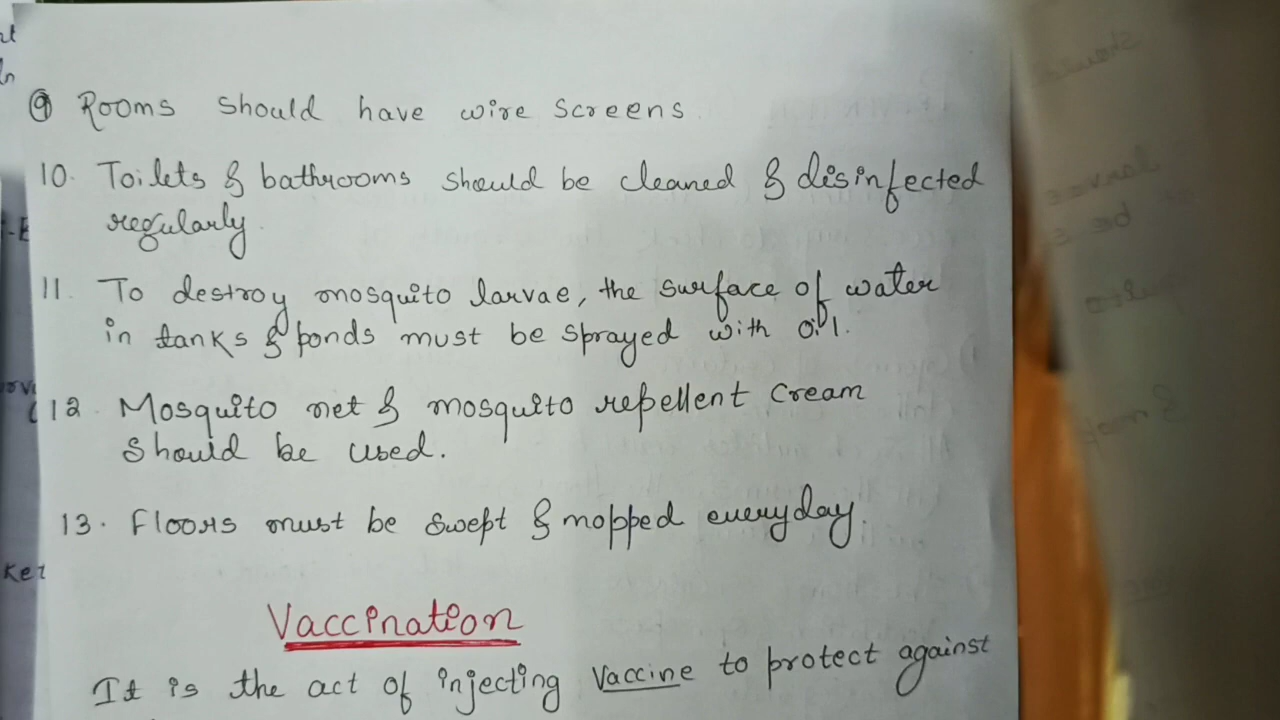 9 Rooms should have wire screens
10. Toilets & bathrooms should be cleaned & disinfected
regularly.
11. To destroy mosquito larvae, the surface of water
in tanks & ponds must be sprayed with oil.
12. Mosquito net & mosquito repellent cream
should be used.
13. Floors must be swept & mopped everyday.
Vaccination
It is the act of injecting Vaccine to protect against